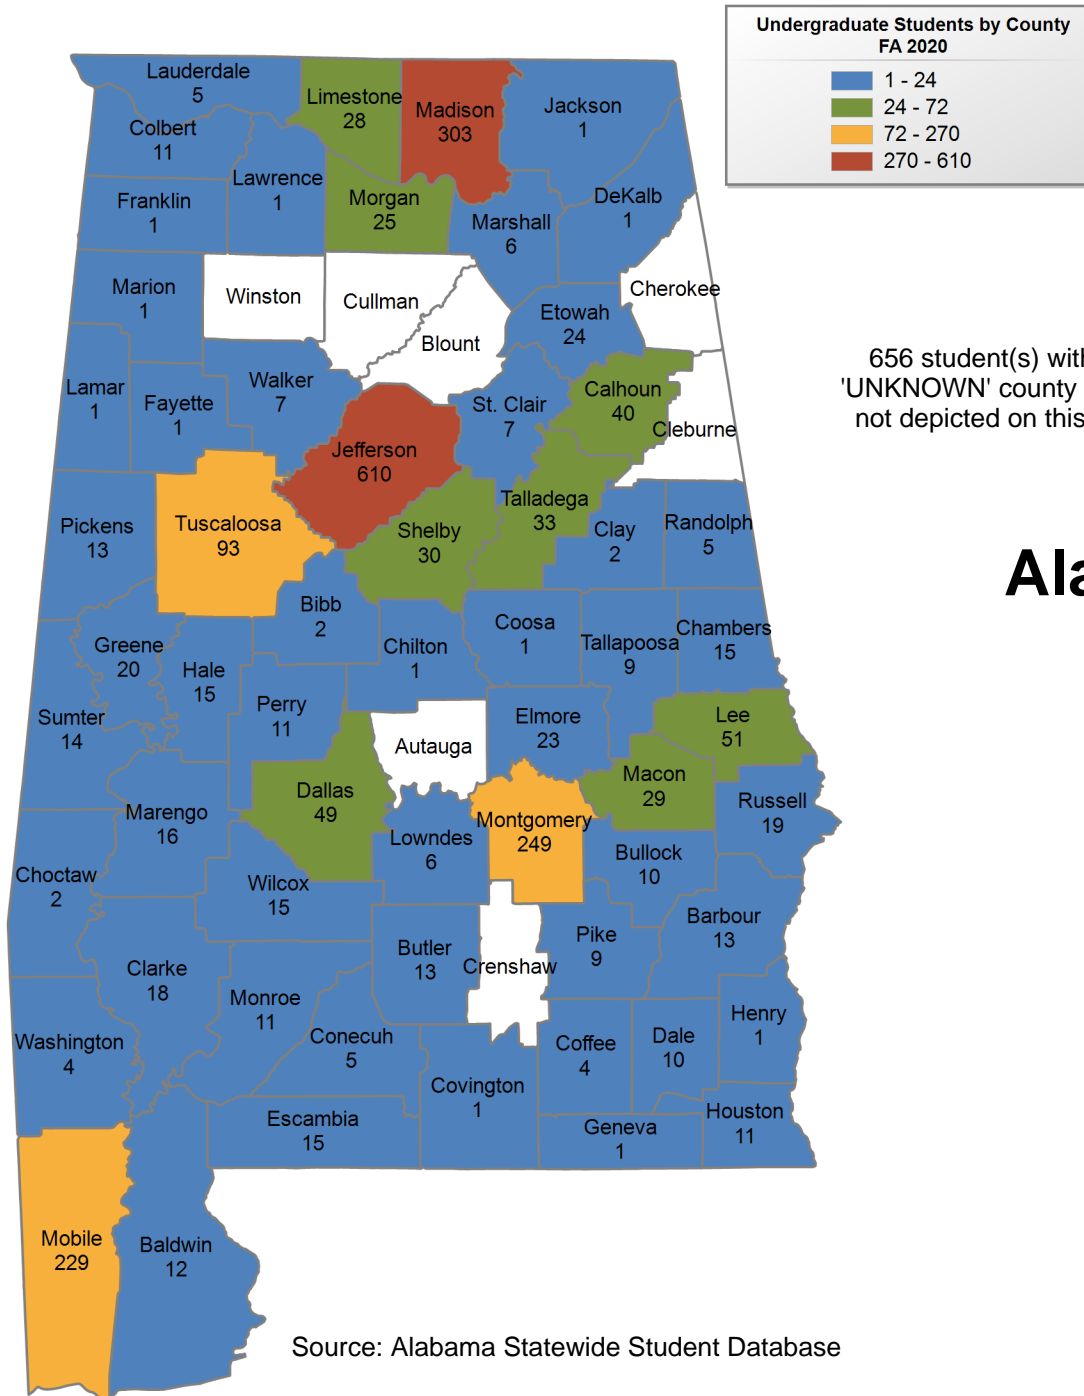 Undergraduate Students by County
FA 2020
1 - 24
24 - 72
72 - 270
270 - 610
Lauderdale
5
Limestone
28
Madison
303
Jackson
1
Colbert
11
Lawrence
1
Franklin
1
Morgan
25
Marshall
6
DeKalb
1
Marion
1
Winston
Cullman
Blount
Etowah
24
Cherokee
656 student(s) with
'UNKNOWN' county
not depicted on this
Lamar
1
Fayette
1
Walker
7
St. Clair
7
Calhoun
40
Cleburne
Jefferson
610
Pickens
13
Tuscaloosa
93
Shelby
30
Talladega
33
Clay
2
Randolph
5
Ala
Bibb
2
Chilton
1
Coosa
1
Tallapoosa
9
Chambers
15
Greene
20
Hale
15
Perry
11
Sumter
14
Autauga
Elmore
23
Lee
51
Dallas
49
Macon
29
Russell
19
Marengo
16
Lowndes
6
Montgomery
249
Bullock
10
Choctaw
2
Wilcox
15
Barbour
13
Butler
13
Crenshaw
Pike
9
Clarke
18
Monroe
11
Conecuh
5
Henry
1
Washington
4
Coffee
4
Dale
10
Covington
1
Escambia
15
Geneva
1
Houston
11
Mobile
229
Baldwin
12
Source: Alabama Statewide Student Database